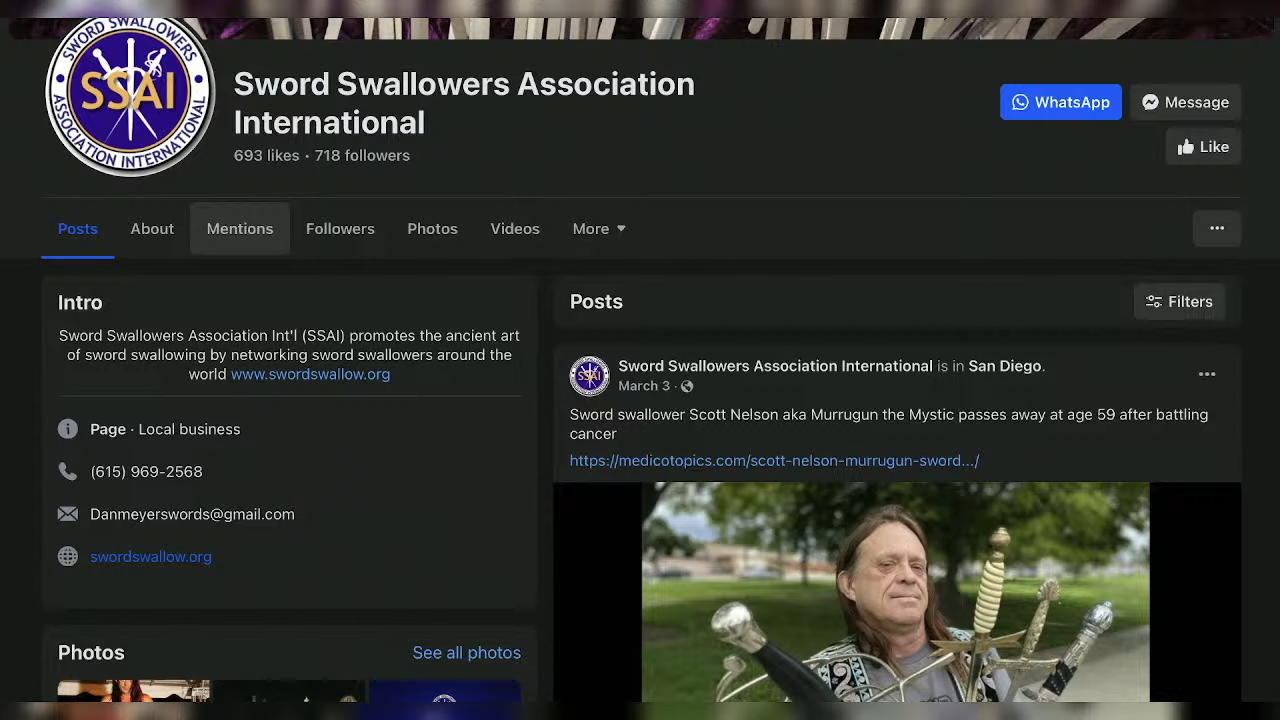 SWORD SWALLOWERS
SSAI
ASSOCIATION INTERNATIONAL
Sword Swallowers Association
International
693 likes • 718 followers
WhatsApp
Message
Like
Posts
About
Mentions
Followers
Photos
Videos
More
Intro
Sword Swallowers Association Int'l (SSAI) promotes the ancient art
of sword swallowing by networking sword swallowers around the
world www.swordswallow.org
Page · Local business
(615) 969-2568
Danmeyerswords@gmail.com
swordswallow.org
Photos
See all photos
Posts
Filters
SSAI
Sword Swallowers Association International is in San Diego.
March 3 ·
Sword swallower Scott Nelson aka Murrugun the Mystic passes away at age 59 after battling
cancer
https://medicotopics.com/scott-nelson-murrugun-sword.../